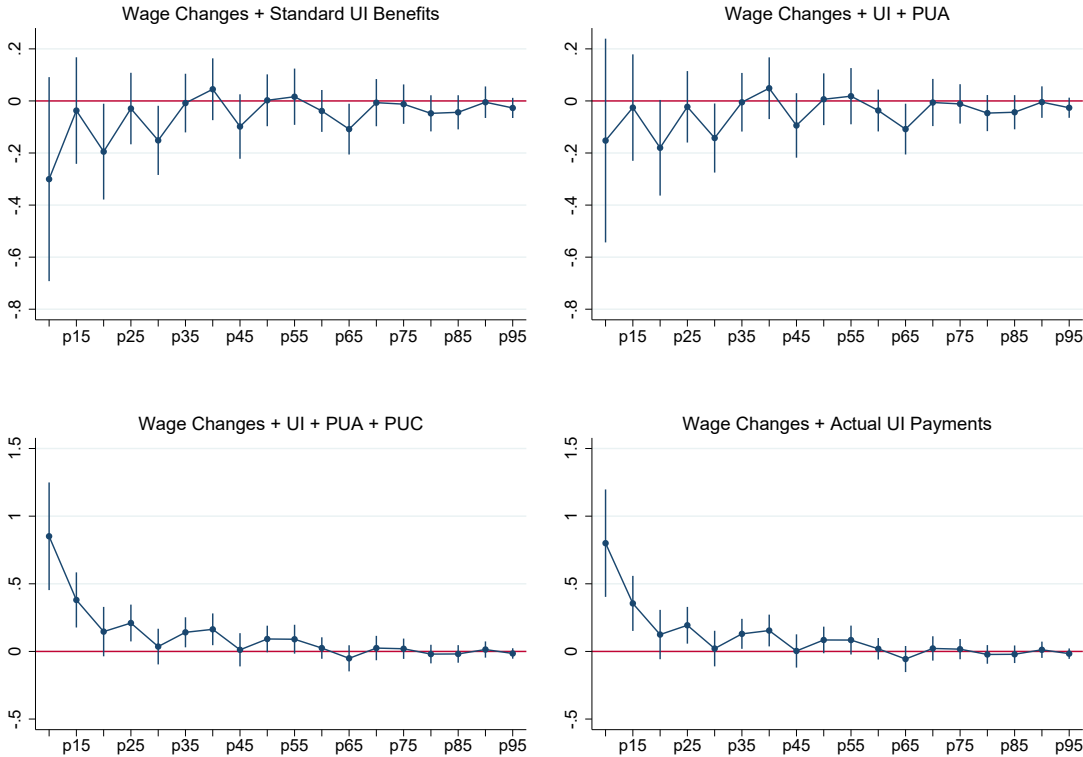 Wage Changes + Standard UI Benefits
.2
0
-.2
-.4
-.6
-.8
p15 p25 p35 p45 p55 p65 p75 p85 p95
Wage Changes + UI + PUA
.2
0
-.2
-.4
-.6
-.8
p15 p25 p35 p45 p55 p65 p75 p85 p95
Wage Changes + UI + PUA + PUC
1.5
1
.5
0
-.5
p15 p25 p35 p45 p55 p65 p75 p85 p95
Wage Changes + Actual UI Payments
1.5
1
.5
0
-.5
p15 p25 p35 p45 p55 p65 p75 p85 p95